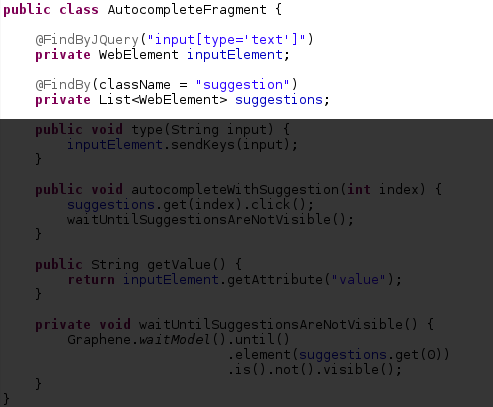 public class AutocompleteFragment {
@FindByJQuery("input[type='text']")
private WebElement inputElement;
@FindBy(className = "suggestion")
private List<WebElement> suggestions;
public void type(String input) {
inputElement.sendKeys(input);
}
public void autocompleteWithSuggestion(int index) {
suggestions.get(index).click();
waitUntilSuggestionsAreNotVisible();
}
public String getValue() {
return inputElement.getAttribute("value");
}
private void waitUntilSuggestionsAreNotVisible() {
Graphene.waitModel().until()
.element(suggestions.get(0))
.is().not().visible();
}
}